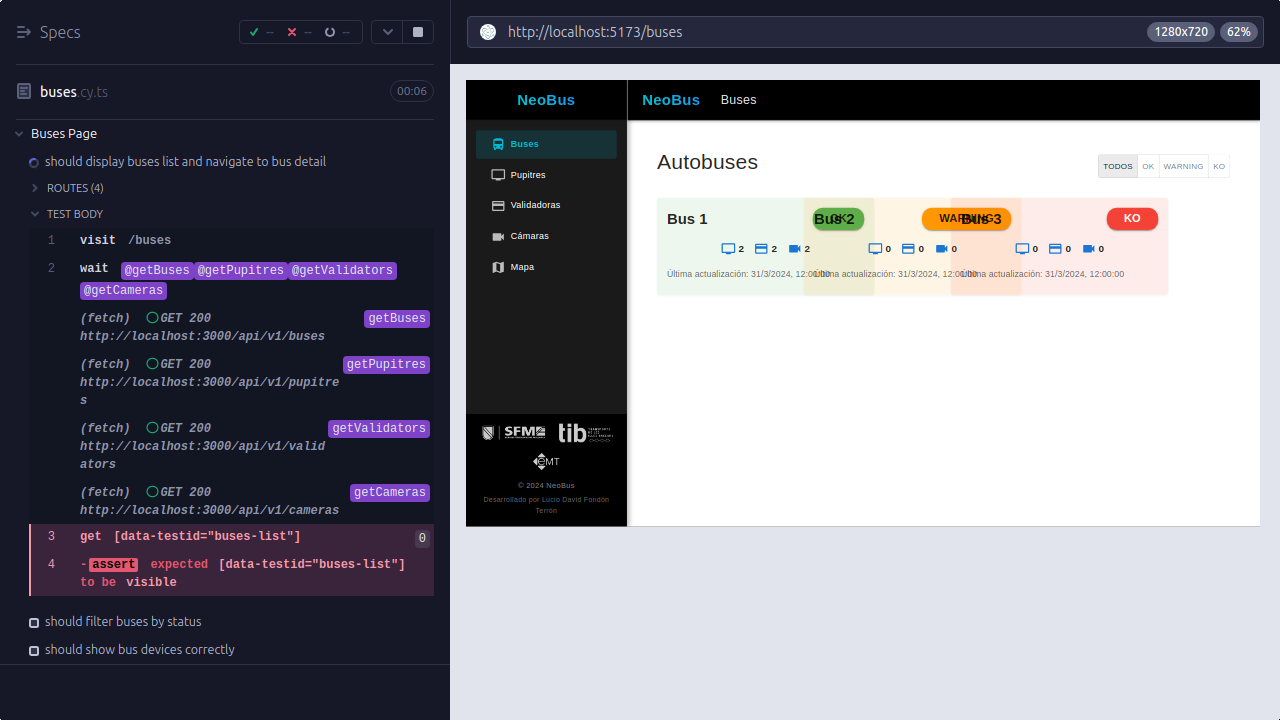 Specs
-- -- --
http://localhost:5173/buses
1280x720
62%
buses.cy.ts
00:06
Buses Page
should display buses list and navigate to bus detail
ROUTES (4)
TEST BODY
1 visit /buses
2 wait @getBuses @getPupitres @getValidators
@getCameras
(fetch) GET 200 getBuses
http://localhost:3000/api/v1/buses
(fetch) GET 200 getPupitres
http://localhost:3000/api/v1/pupitre
s
(fetch) GET 200 getValidators
http://localhost:3000/api/v1/valid
ators
(fetch) GET 200 getCameras
http://localhost:3000/api/v1/cameras
3 get [data-testid="buses-list"] 0
4 -assert expected [data-testid="buses-list"]
to be visible
should filter buses by status
should show bus devices correctly
NeoBus
NeoBus Buses
Buses
Pupitres
Validadoras
Cámaras
Mapa
SFM
tib
EMT
© 2024 NeoBus
Desarrollado por Lucio David Fondón
Terrón
Autobuses
TODOS OK WARNING KO
Bus 1 OK
2 2 2
Última actualización: 31/3/2024, 12:00:00
Bus 2 WARNING
0 0 0
Última actualización: 31/3/2024, 12:00:00
Bus 3 KO
0 0 0
Última actualización: 31/3/2024, 12:00:00